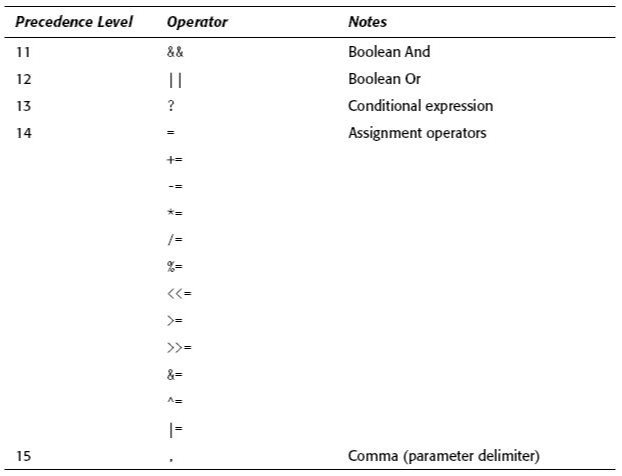 Precedence Level Operator Notes
11 && Boolean And
12 || Boolean Or
13 ? Conditional expression
14 = Assignment operators
+=
-=
*=
/=
%=
<<=
>=
>>=
&=
^=
|=
15 , Comma (parameter delimiter)